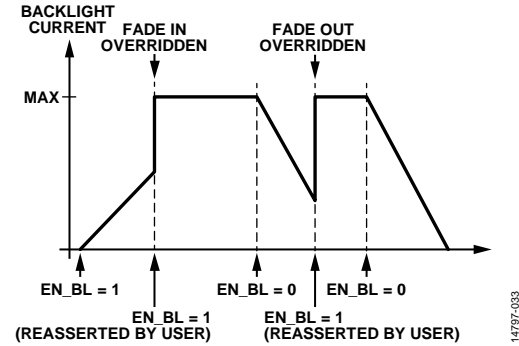 BACKLIGHT
CURRENT
FADE IN
OVERRIDDEN
FADE OUT
OVERRIDDEN
MAX
EN_BL = 1
EN_BL = 1
(REASSERTED BY USER)
EN_BL = 0
EN_BL = 1
(REASSERTED BY USER)
EN_BL = 0
14797-033